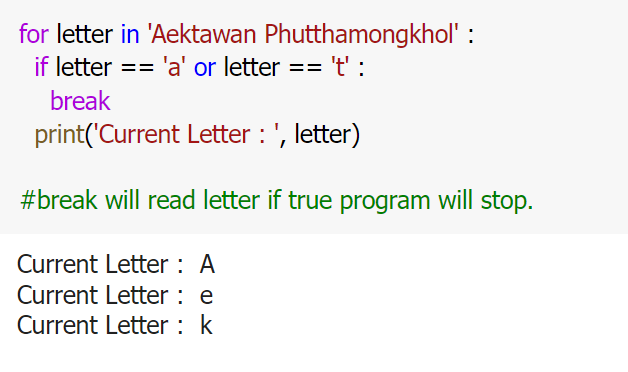 for letter in 'Aektawan Phutthamongkhol' :
if letter == 'a' or letter == 't' :
break
print('Current Letter : ', letter)
#break will read letter if true program will stop.
Current Letter :  A
Current Letter :  e
Current Letter :  k